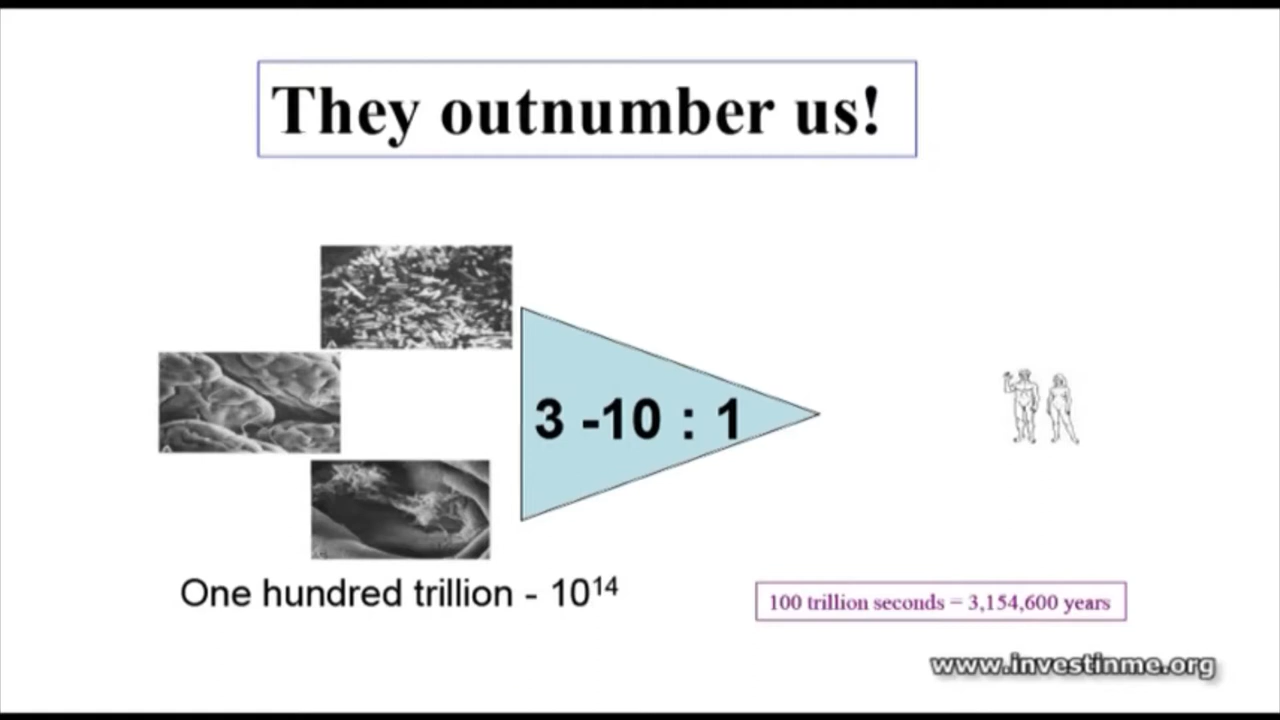 They outnumber us!
3 -10 : 1
One hundred trillion - 10¹⁴
100 trillion seconds = 3,154,600 years
www.investinme.org